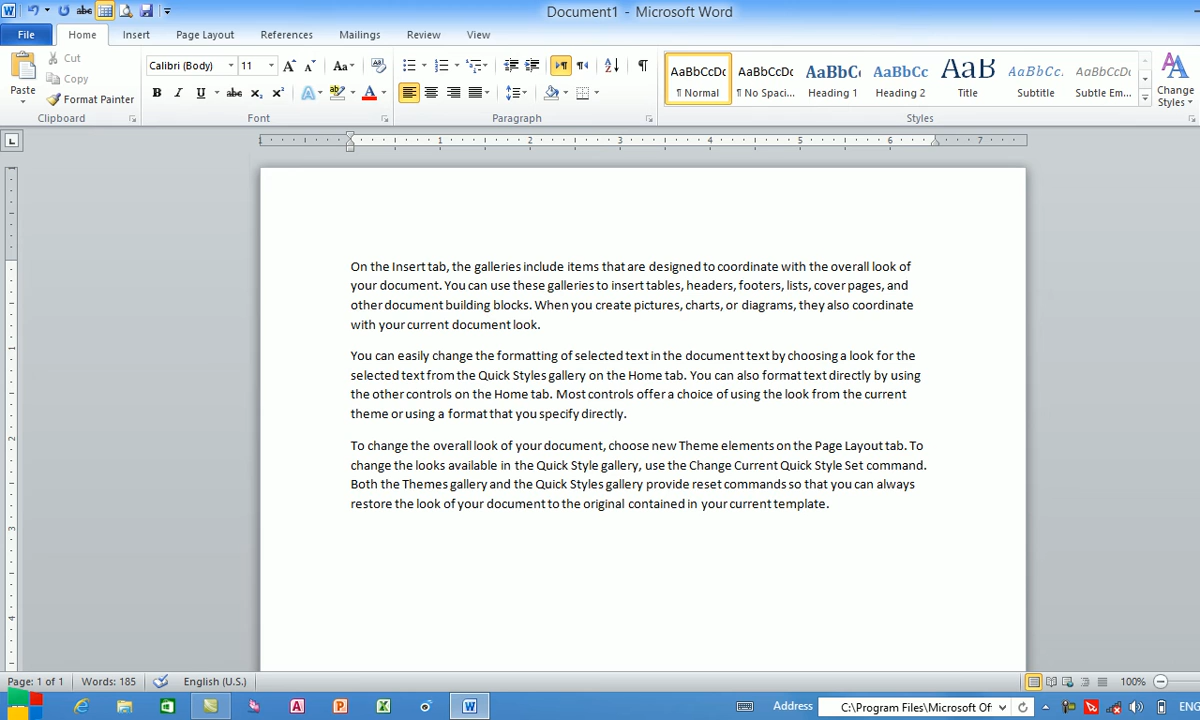 Document1 - Microsoft Word
File Home Insert Page Layout References Mailings Review View
Paste
Cut
Copy
Format Painter
Clipboard
Calibri (Body) 11
Font
Paragraph
AaBbCcDc AaBbCcDc AaBbCc AaBbCc AaB AaBbCc. AaBbCcDc
¶ Normal ¶ No Spaci... Heading 1 Heading 2 Title Subtitle Subtle Em...
Change Styles
Styles
On the Insert tab, the galleries include items that are designed to coordinate with the overall look of
your document. You can use these galleries to insert tables, headers, footers, lists, cover pages, and
other document building blocks. When you create pictures, charts, or diagrams, they also coordinate
with your current document look.
You can easily change the formatting of selected text in the document text by choosing a look for the
selected text from the Quick Styles gallery on the Home tab. You can also format text directly by using
the other controls on the Home tab. Most controls offer a choice of using the look from the current
theme or using a format that you specify directly.
To change the overall look of your document, choose new Theme elements on the Page Layout tab. To
change the looks available in the Quick Style gallery, use the Change Current Quick Style Set command.
Both the Themes gallery and the Quick Styles gallery provide reset commands so that you can always
restore the look of your document to the original contained in your current template.
Page: 1 of 1 Words: 185 English (U.S.) 100%
Address C:\Program Files\Microsoft Of ENG